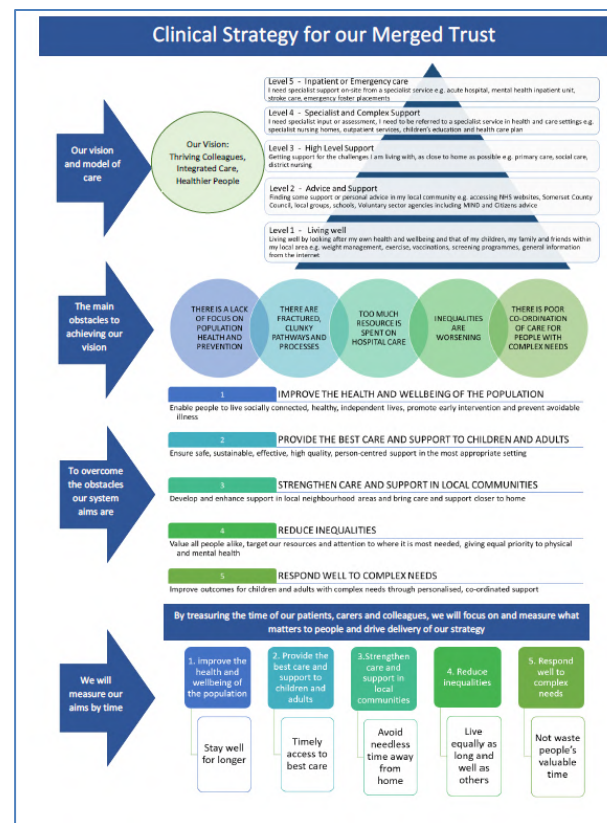 Clinical Strategy for our Merged Trust
Our vision
and model of
care
Our Vision:
Thriving Colleagues,
Integrated Care,
Healthier People
Level 5 - Inpatient or Emergency care
I need specialist support on-site from a specialist service e.g. acute hospital, mental health inpatient unit,
stroke care, emergency foster placements
Level 4 - Specialist and Complex Support
I need specialist input or assessment, I need to be referred to a specialist service in health and care settings e.g.
specialist nursing homes, outpatient services, children's education and health care plan
Level 3 - High Level Support
Getting support for the challenges I am living with, as close to home as possible e.g. primary care, social care,
district nursing
Level 2 - Advice and Support
Finding some support or personal advice in my local community e.g. accessing NHS websites, Somerset County
Council, local groups, schools, Voluntary sector agencies including MIND and Citizens advice
Level 1 - Living well
Living well by looking after my own health and wellbeing and that of my children, my family and friends within
my local area e.g. weight management, exercise, vaccinations, screening programmes, general information
from the internet
The main
obstacles to
achieving our
vision
THERE IS A LACK
OF FOCUS ON
POPULATION
HEALTH AND
PREVENTION
THERE ARE
FRACTURED,
CLUNKY
PATHWAYS AND
PROCESSES
TOO MUCH
RESOURCE IS
SPENT ON
HOSPITAL CARE
INEQUALITIES
ARE
WORSENING
THERE IS POOR
CO-ORDINATION
OF CARE FOR
PEOPLE WITH
COMPLEX NEEDS
To overcome
the obstacles
our system
aims are
1 IMPROVE THE HEALTH AND WELLBEING OF THE POPULATION
Enable people to live socially connected, healthy, independent lives, promote early intervention and prevent avoidable
illness
2 PROVIDE THE BEST CARE AND SUPPORT TO CHILDREN AND ADULTS
Ensure safe, sustainable, effective, high quality, person-centred support in the most appropriate setting
3 STRENGTHEN CARE AND SUPPORT IN LOCAL COMMUNITIES
Develop and enhance support in local neighbourhood areas and bring care and support closer to home
4 REDUCE INEQUALITIES
Value all people alike, target our resources and attention to where it is most needed, giving equal priority to physical
and mental health
5 RESPOND WELL TO COMPLEX NEEDS
Improve outcomes for children and adults with complex needs through personalised, co-ordinated support
We will
measure our
aims by time
By treasuring the time of our patients, carers and colleagues, we will focus on and measure what
matters to people and drive delivery of our strategy
1. Improve the
health and
wellbeing of
the population
Stay well
for longer
2. Provide the
best care and
support to
children and
adults
Timely
access to
best care
3.Strengthen
care and
support in
local
communities
Avoid
needless
time away
from
home
4. Reduce
inequalities
Live
equally as
long and
well as
others
5. Respond
well to
complex
needs
Not waste
people's
valuable
time